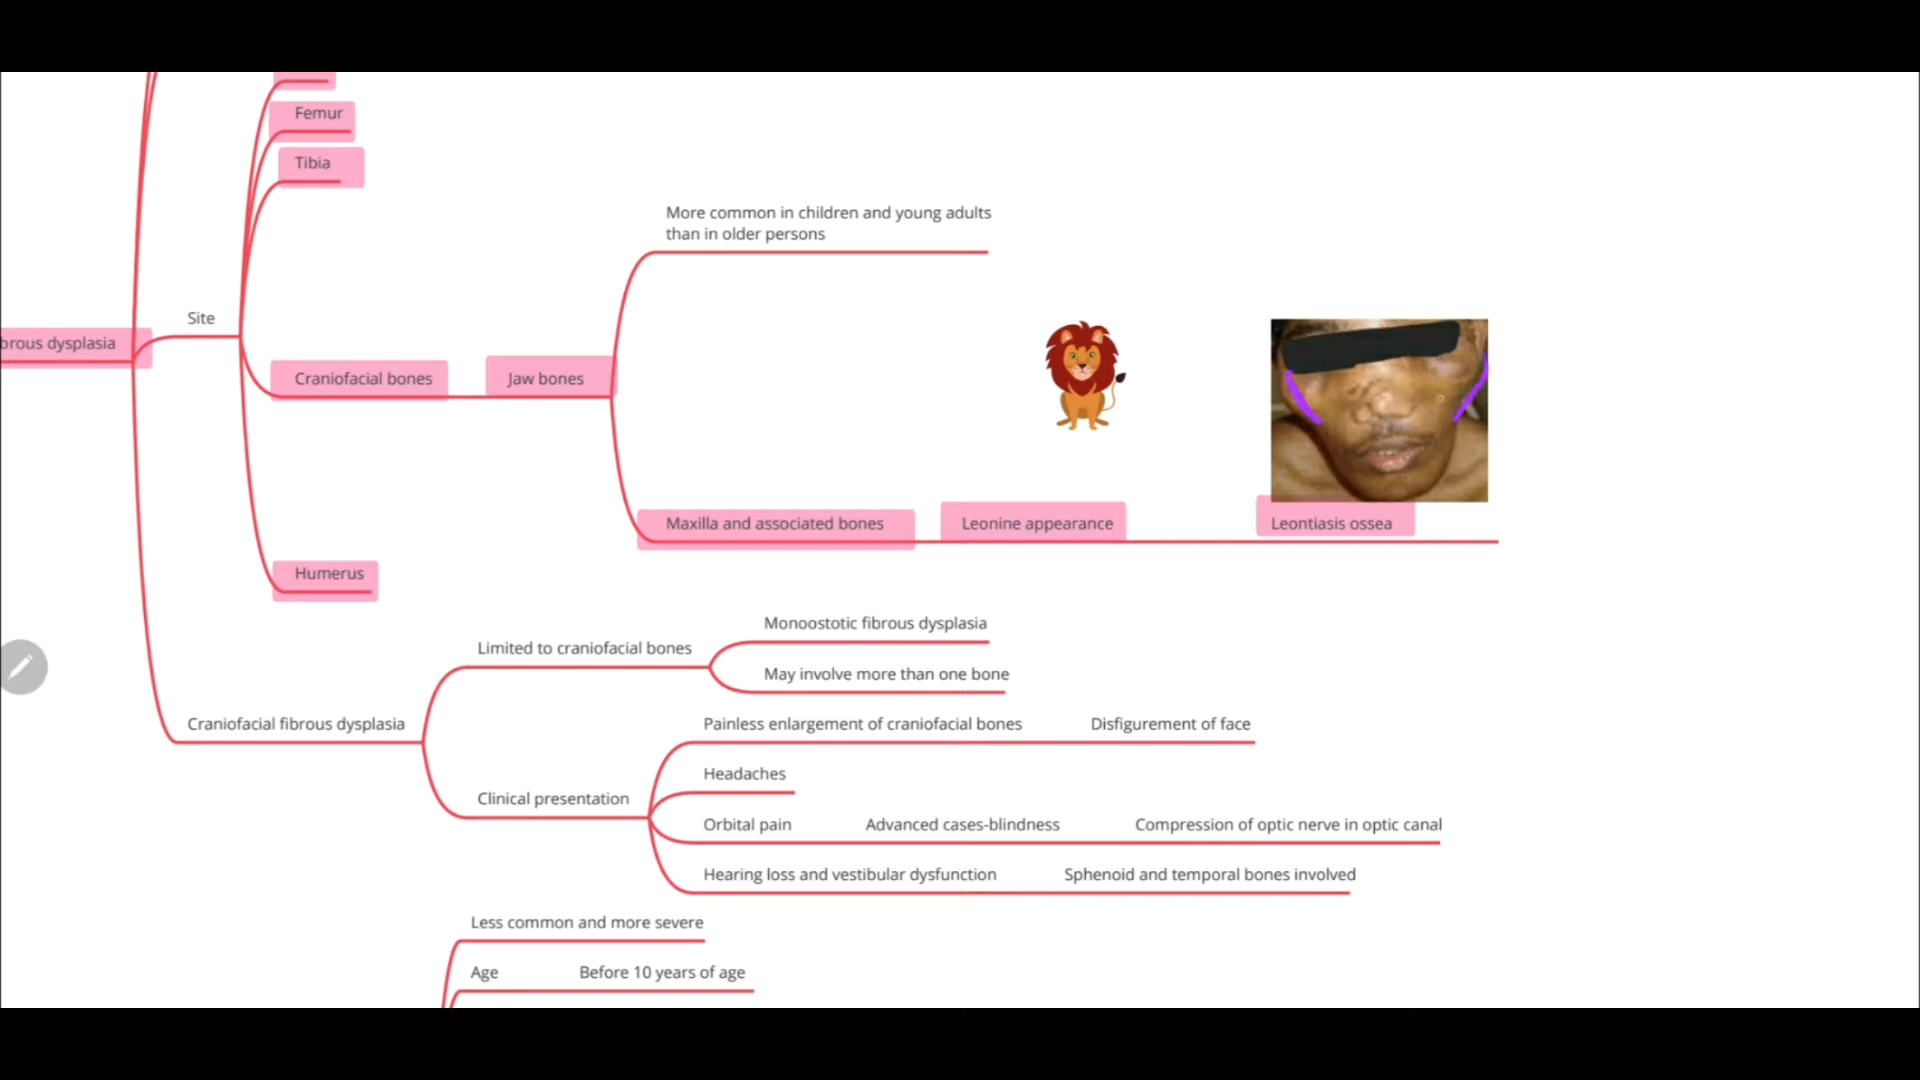 Femur
Tibia
More common in children and young adults
than in older persons
Site
brous dysplasia
Craniofacial bones
Jaw bones
Maxilla and associated bones
Leonine appearance
Leontiasis ossea
Humerus
Monoostotic fibrous dysplasia
Limited to craniofacial bones
May involve more than one bone
Craniofacial fibrous dysplasia
Painless enlargement of craniofacial bones
Disfigurement of face
Headaches
Clinical presentation
Orbital pain
Advanced cases-blindness
Compression of optic nerve in optic canal
Hearing loss and vestibular dysfunction
Sphenoid and temporal bones involved
Less common and more severe
Age
Before 10 years of age